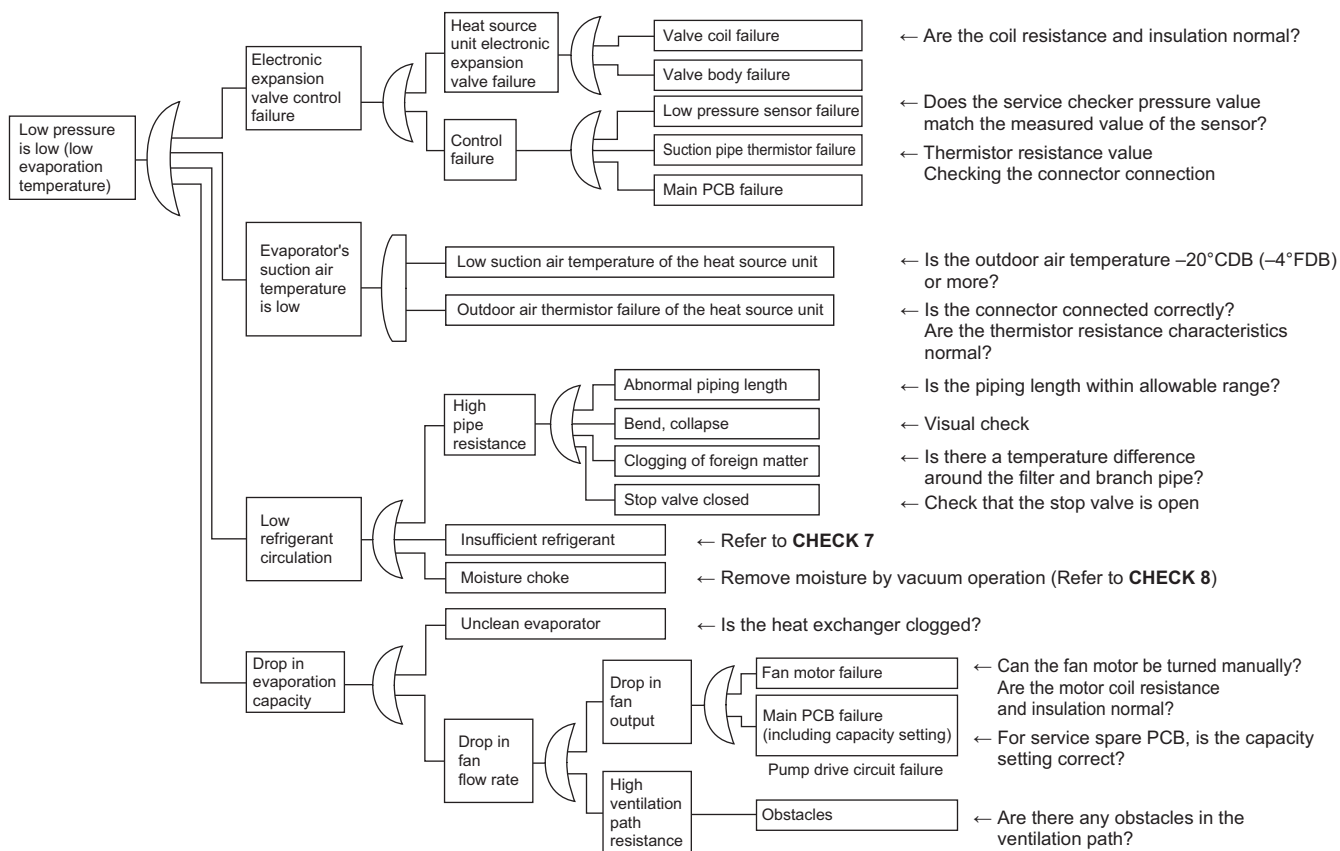 Low pressure
is low (low
evaporation
temperature)
Electronic
expansion
valve control
failure
Heat source
unit electronic
expansion
valve failure
Valve coil failure
← Are the coil resistance and insulation normal?
Valve body failure
Control
failure
Low pressure sensor failure
← Does the service checker pressure value
match the measured value of the sensor?
Suction pipe thermistor failure
← Thermistor resistance value
Checking the connector connection
Main PCB failure
Evaporator's
suction air
temperature
is low
Low suction air temperature of the heat source unit
← Is the outdoor air temperature –20°CDB (–4°FDB)
or more?
Outdoor air thermistor failure of the heat source unit
← Is the connector connected correctly?
Are the thermistor resistance characteristics
normal?
Low
refrigerant
circulation
High
pipe
resistance
Abnormal piping length
← Is the piping length within allowable range?
Bend, collapse
← Visual check
Clogging of foreign matter
← Is there a temperature difference
around the filter and branch pipe?
Stop valve closed
← Check that the stop valve is open
Insufficient refrigerant
← Refer to CHECK 7
Moisture choke
← Remove moisture by vacuum operation (Refer to CHECK 8)
Drop in
evaporation
capacity
Unclean evaporator
← Is the heat exchanger clogged?
Drop in
fan
flow rate
Drop in
fan
output
Fan motor failure
← Can the fan motor be turned manually?
Are the motor coil resistance
and insulation normal?
Main PCB failure
(including capacity setting)
← For service spare PCB, is the capacity
setting correct?
Pump drive circuit failure
High
ventilation
path
resistance
Obstacles
← Are there any obstacles in the
ventilation path?